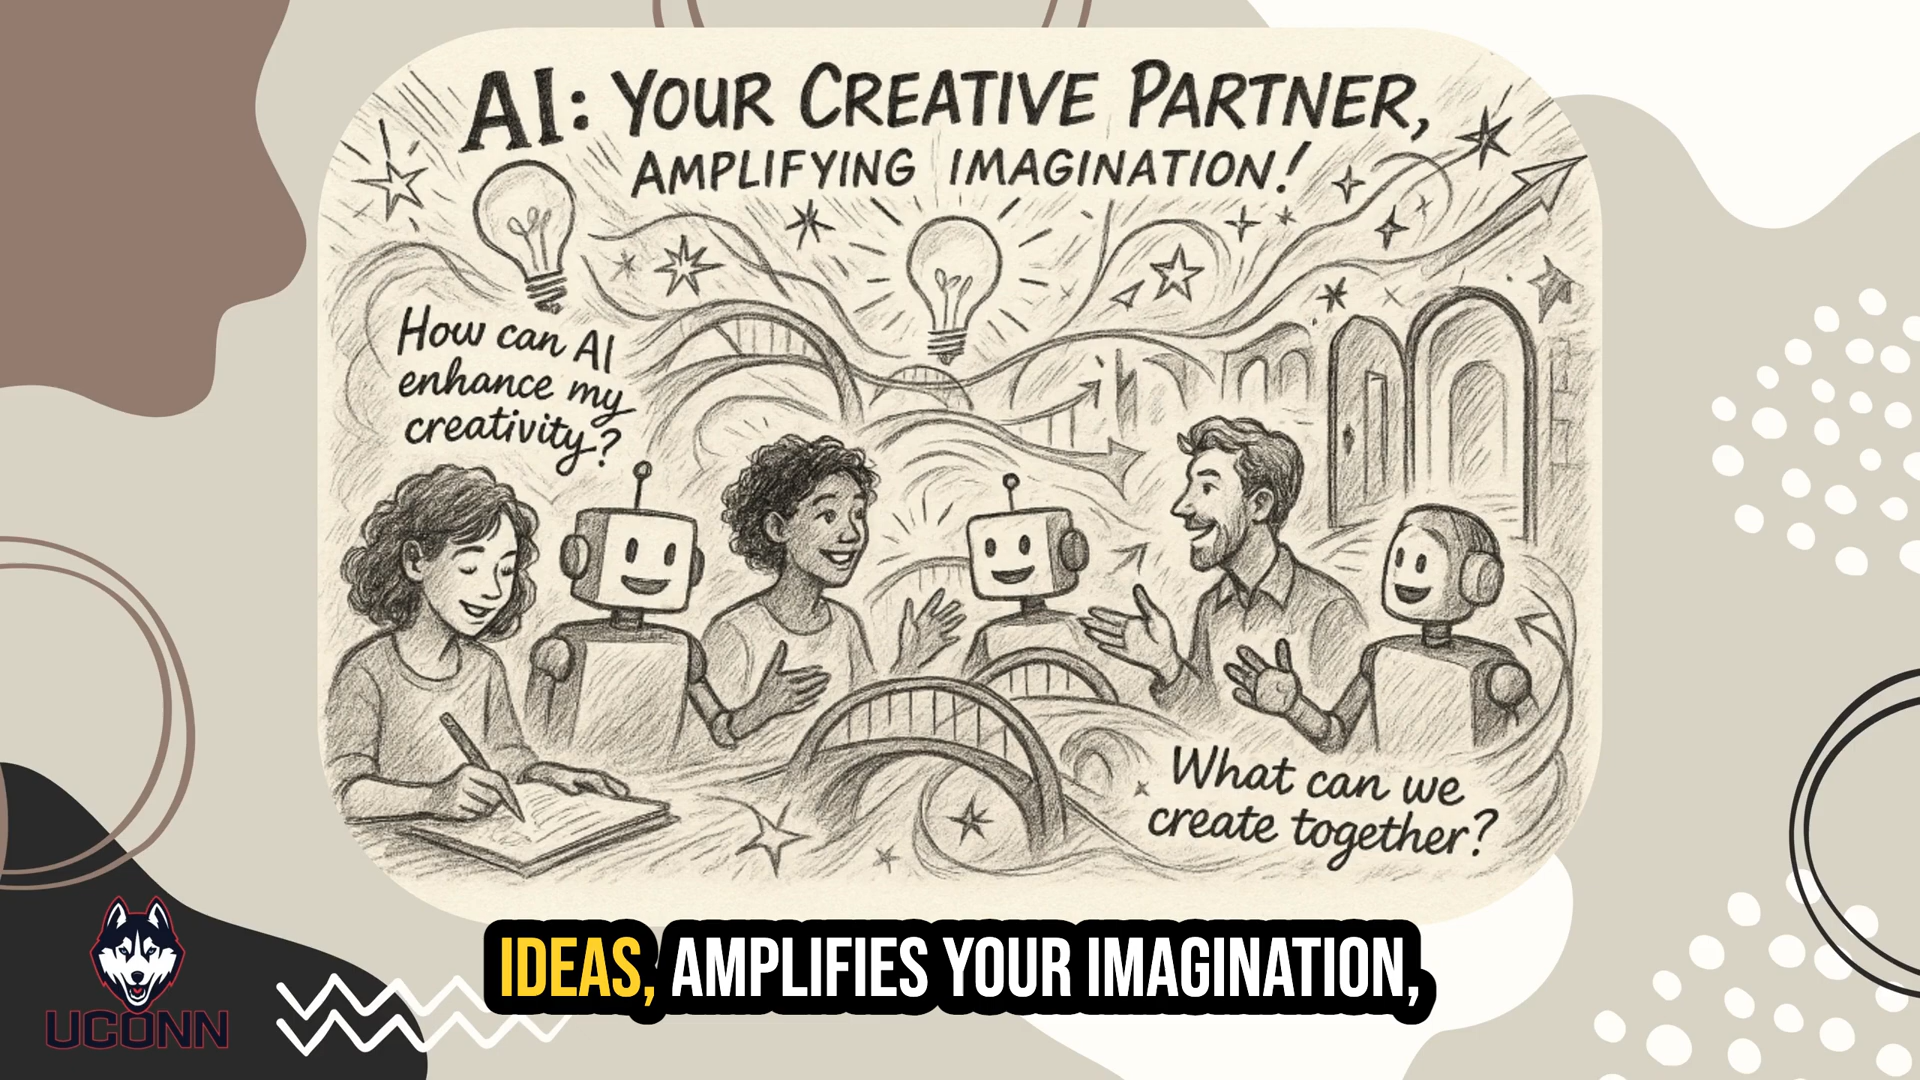 AI: YOUR CREATIVE PARTNER,
AMPLIFYING IMAGINATION!
How can AI
enhance my
creativity?
What can we
create together?
IDEAS, AMPLIFIES YOUR IMAGINATION,
UCONN